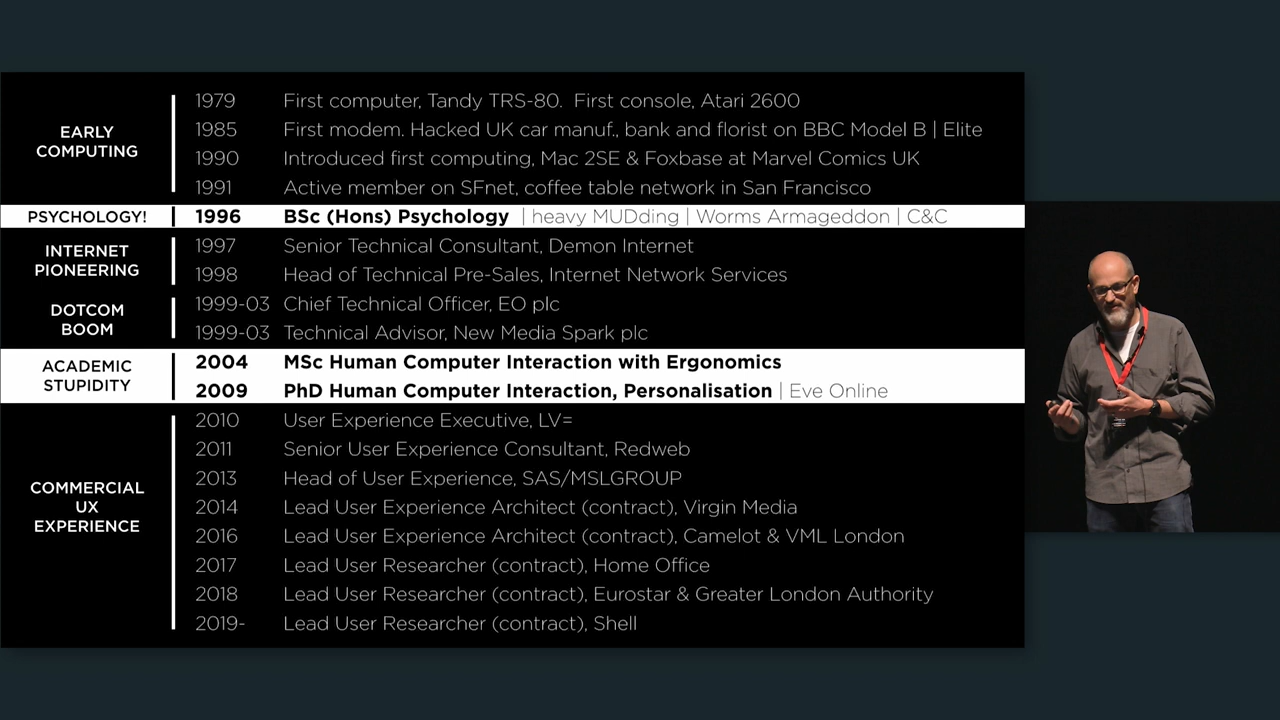 EARLY
COMPUTING
1979 First computer, Tandy TRS-80. First console, Atari 2600
1985 First modem. Hacked UK car manuf., bank and florist on BBC Model B | Elite
1990 Introduced first computing, Mac 2SE & Foxbase at Marvel Comics UK
1991 Active member on SFnet, coffee table network in San Francisco
PSYCHOLOGY! 1996 BSc (Hons) Psychology | heavy MUDding | Worms Armageddon | C&C
INTERNET
PIONEERING
1997 Senior Technical Consultant, Demon Internet
1998 Head of Technical Pre-Sales, Internet Network Services
DOTCOM
BOOM
1999-03 Chief Technical Officer, EO plc
1999-03 Technical Advisor, New Media Spark plc
ACADEMIC
STUPIDITY
2004 MSc Human Computer Interaction with Ergonomics
2009 PhD Human Computer Interaction, Personalisation | Eve Online
COMMERCIAL
UX
EXPERIENCE
2010 User Experience Executive, LV=
2011 Senior User Experience Consultant, Redweb
2013 Head of User Experience, SAS/MSLGROUP
2014 Lead User Experience Architect (contract), Virgin Media
2016 Lead User Experience Architect (contract), Camelot & VML London
2017 Lead User Researcher (contract), Home Office
2018 Lead User Researcher (contract), Eurostar & Greater London Authority
2019- Lead User Researcher (contract), Shell